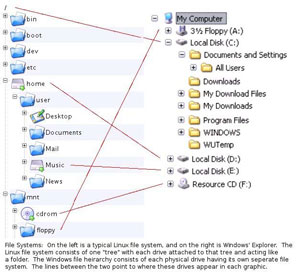 /
bin
boot
dev
etc
home
user
Desktop
Documents
Mail
Music
News
mnt
cdrom
floppy
My Computer
3½ Floppy (A:)
Local Disk (C:)
Documents and Settings
All Users
Downloads
My Download Files
My Downloads
Program Files
WINDOWS
WUTemp
Local Disk (D:)
Local Disk (E:)
Resource CD (F:)
File Systems: On the left is a typical Linux file system, and on the right is Windows' Explorer. The
Linux file system consists of one "tree" with each drive attached to that tree and acting like
a folder. The Windows file heirarchy consists of each physical drive having its own seperate file
system. The lines between the two point to where these drives appear in each graphic.